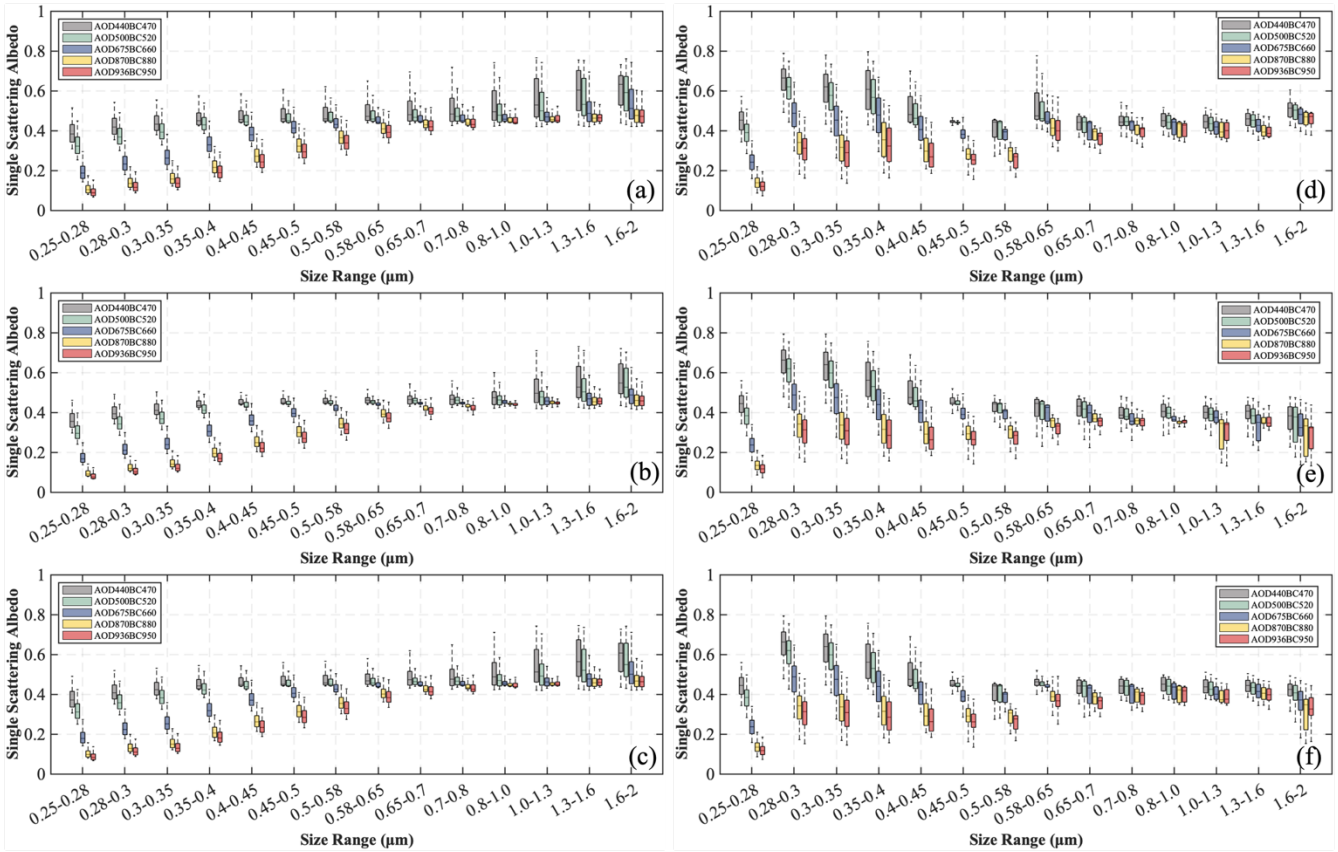 Single Scattering Albedo
1
0.8
0.6
0.4
0.2
0
AOD440BC470
AOD500BC520
AOD675BC660
AOD870BC880
AOD936BC950
(a)
0.25-0.28
0.28-0.3
0.3-0.35
0.35-0.4
0.4-0.45
0.45-0.5
0.5-0.58
0.58-0.65
0.65-0.7
0.7-0.8
0.8-1.0
1.0-1.3
1.3-1.6
1.6-2
Size Range (μm)
Single Scattering Albedo
1
0.8
0.6
0.4
0.2
0
AOD440BC470
AOD500BC520
AOD675BC660
AOD870BC880
AOD936BC950
(b)
0.25-0.28
0.28-0.3
0.3-0.35
0.35-0.4
0.4-0.45
0.45-0.5
0.5-0.58
0.58-0.65
0.65-0.7
0.7-0.8
0.8-1.0
1.0-1.3
1.3-1.6
1.6-2
Size Range (μm)
Single Scattering Albedo
1
0.8
0.6
0.4
0.2
0
AOD440BC470
AOD500BC520
AOD675BC660
AOD870BC880
AOD936BC950
(c)
0.25-0.28
0.28-0.3
0.3-0.35
0.35-0.4
0.4-0.45
0.45-0.5
0.5-0.58
0.58-0.65
0.65-0.7
0.7-0.8
0.8-1.0
1.0-1.3
1.3-1.6
1.6-2
Size Range (μm)
Single Scattering Albedo
1
0.8
0.6
0.4
0.2
0
AOD440BC470
AOD500BC520
AOD675BC660
AOD870BC880
AOD936BC950
(d)
0.25-0.28
0.28-0.3
0.3-0.35
0.35-0.4
0.4-0.45
0.45-0.5
0.5-0.58
0.58-0.65
0.65-0.7
0.7-0.8
0.8-1.0
1.0-1.3
1.3-1.6
1.6-2
Size Range (μm)
Single Scattering Albedo
1
0.8
0.6
0.4
0.2
0
AOD440BC470
AOD500BC520
AOD675BC660
AOD870BC880
AOD936BC950
(e)
0.25-0.28
0.28-0.3
0.3-0.35
0.35-0.4
0.4-0.45
0.45-0.5
0.5-0.58
0.58-0.65
0.65-0.7
0.7-0.8
0.8-1.0
1.0-1.3
1.3-1.6
1.6-2
Size Range (μm)
Single Scattering Albedo
1
0.8
0.6
0.4
0.2
0
AOD440BC470
AOD500BC520
AOD675BC660
AOD870BC880
AOD936BC950
(f)
0.25-0.28
0.28-0.3
0.3-0.35
0.35-0.4
0.4-0.45
0.45-0.5
0.5-0.58
0.58-0.65
0.65-0.7
0.7-0.8
0.8-1.0
1.0-1.3
1.3-1.6
1.6-2
Size Range (μm)